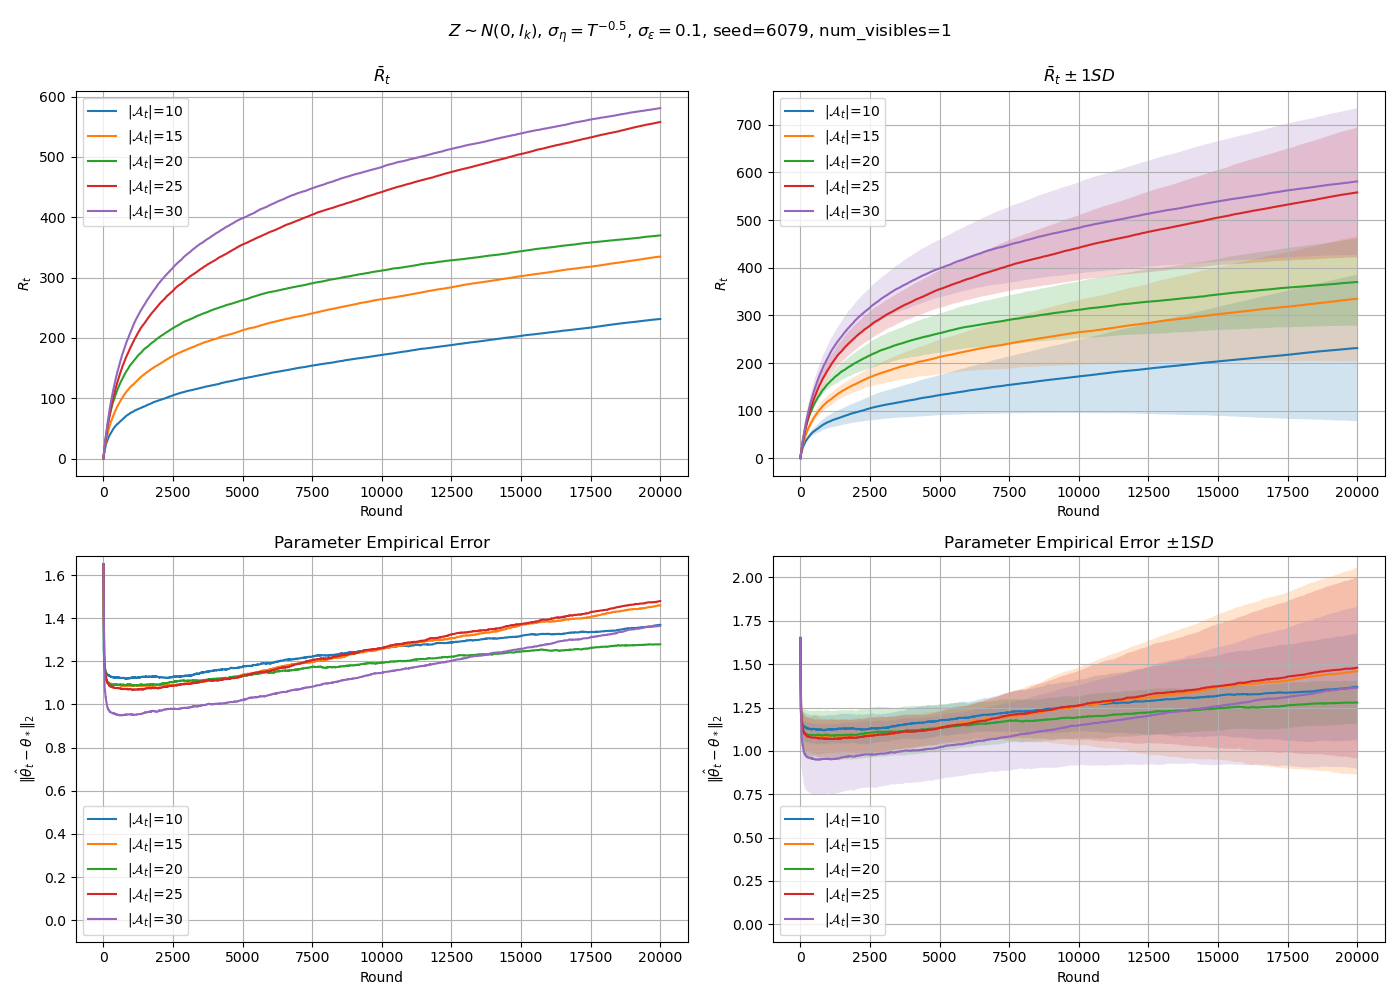 Z ∼ N(0, I_k), σ_η = T^{−0.5}, σ_ε = 0.1, seed=6079, num_visibles=1
R̄_t
600
500
400
300
200
100
0
R_t
|𝒜_t|=10
|𝒜_t|=15
|𝒜_t|=20
|𝒜_t|=25
|𝒜_t|=30
0 2500 5000 7500 10000 12500 15000 17500 20000
Round
R̄_t ± 1SD
700
600
500
400
300
200
100
0
R_t
|𝒜_t|=10
|𝒜_t|=15
|𝒜_t|=20
|𝒜_t|=25
|𝒜_t|=30
0 2500 5000 7500 10000 12500 15000 17500 20000
Round
Parameter Empirical Error
1.6
1.4
1.2
1.0
0.8
0.6
0.4
0.2
0.0
‖θ̂_t − θ_*‖_2
|𝒜_t|=10
|𝒜_t|=15
|𝒜_t|=20
|𝒜_t|=25
|𝒜_t|=30
0 2500 5000 7500 10000 12500 15000 17500 20000
Round
Parameter Empirical Error ±1SD
2.00
1.75
1.50
1.25
1.00
0.75
0.50
0.25
0.00
‖θ̂_t − θ_*‖_2
|𝒜_t|=10
|𝒜_t|=15
|𝒜_t|=20
|𝒜_t|=25
|𝒜_t|=30
0 2500 5000 7500 10000 12500 15000 17500 20000
Round